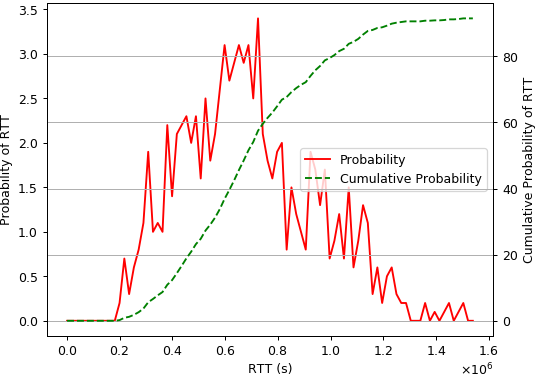 3.5
3.0
2.5
2.0
1.5
1.0
0.5
0.0
Probability of RTT
80
60
40
20
0
Cumulative Probability of RTT
Probability
Cumulative Probability
0.0 0.2 0.4 0.6 0.8 1.0 1.2 1.4 1.6
RTT (s)
×10⁶